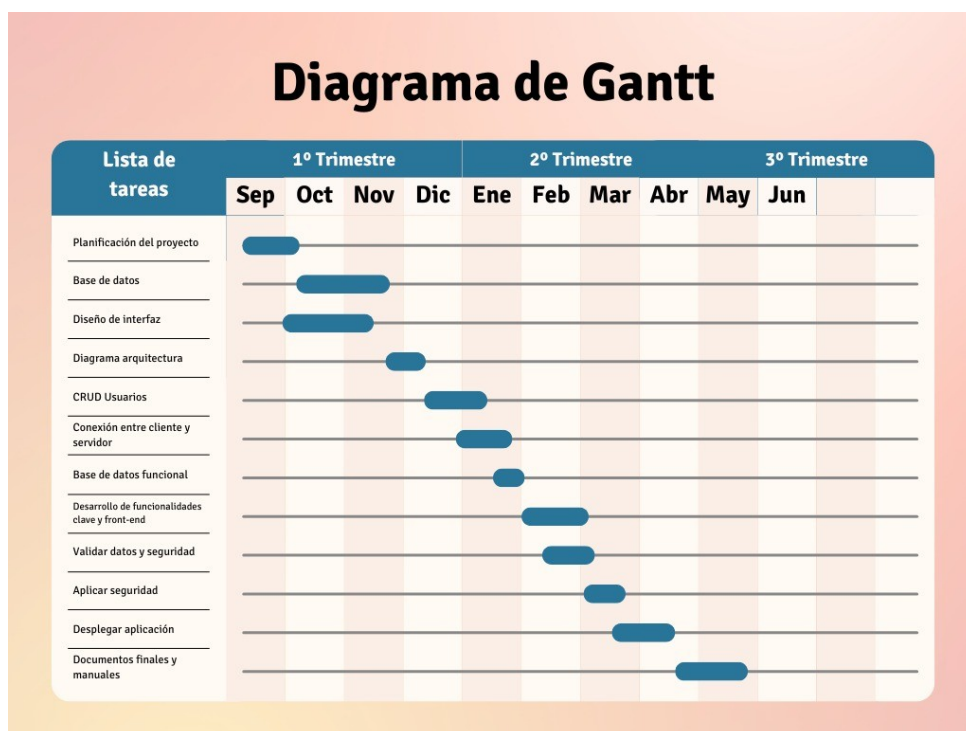 Diagrama de Gantt
Lista de
tareas
1º Trimestre
2º Trimestre
3º Trimestre
Sep Oct Nov Dic Ene Feb Mar Abr May Jun
Planificación del proyecto
Base de datos
Diseño de interfaz
Diagrama arquitectura
CRUD Usuarios
Conexión entre cliente y
servidor
Base de datos funcional
Desarrollo de funcionalidades
clave y front-end
Validar datos y seguridad
Aplicar seguridad
Desplegar aplicación
Documentos finales y
manuales